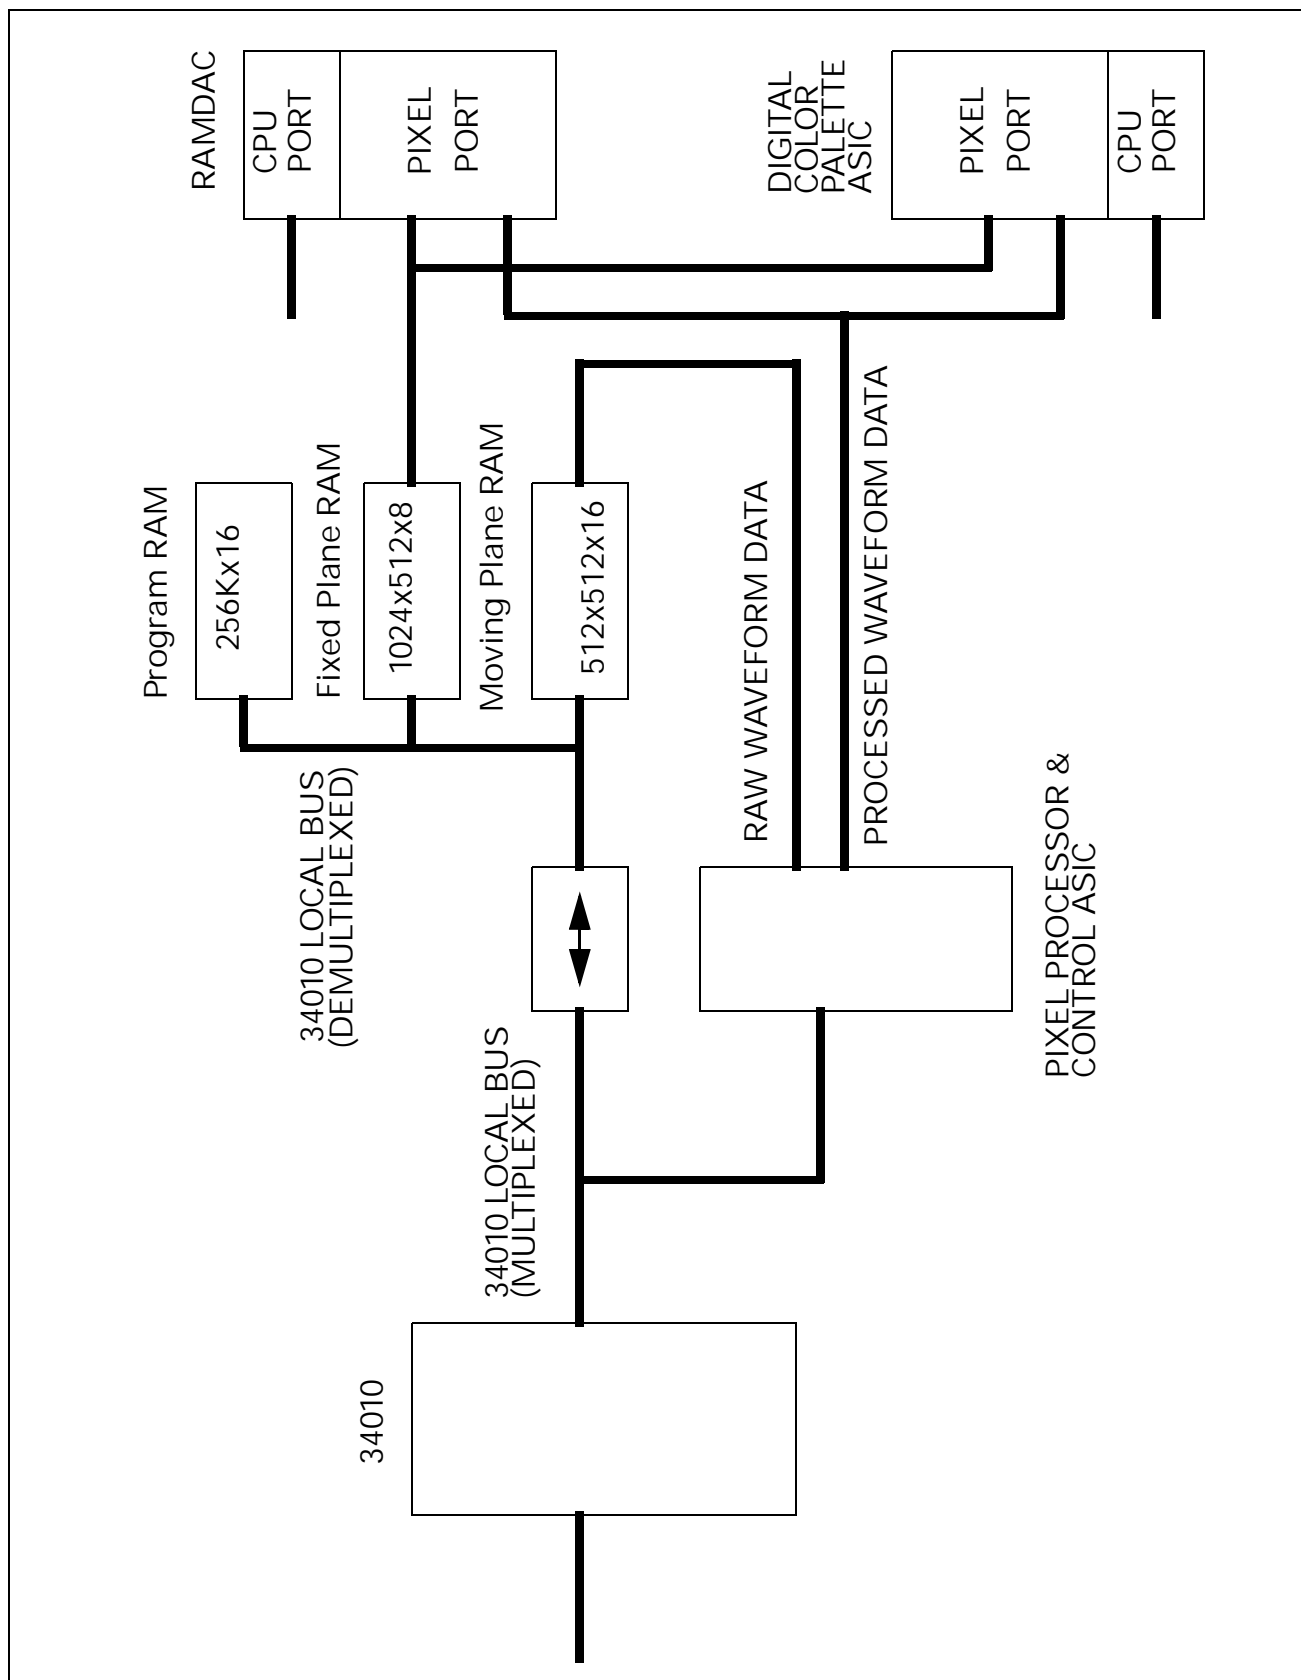 RAMDAC
CPU
PORT
PIXEL
PORT
DIGITAL
COLOR
PALETTE
ASIC
PIXEL
PORT
CPU
PORT
Program RAM
256Kx16
Fixed Plane RAM
1024x512x8
Moving Plane RAM
512x512x16
RAW WAVEFORM DATA
PROCESSED WAVEFORM DATA
34010 LOCAL BUS
(DEMULTIPLEXED)
34010 LOCAL BUS
(MULTIPLEXED)
PIXEL PROCESSOR &
CONTROL ASIC
34010